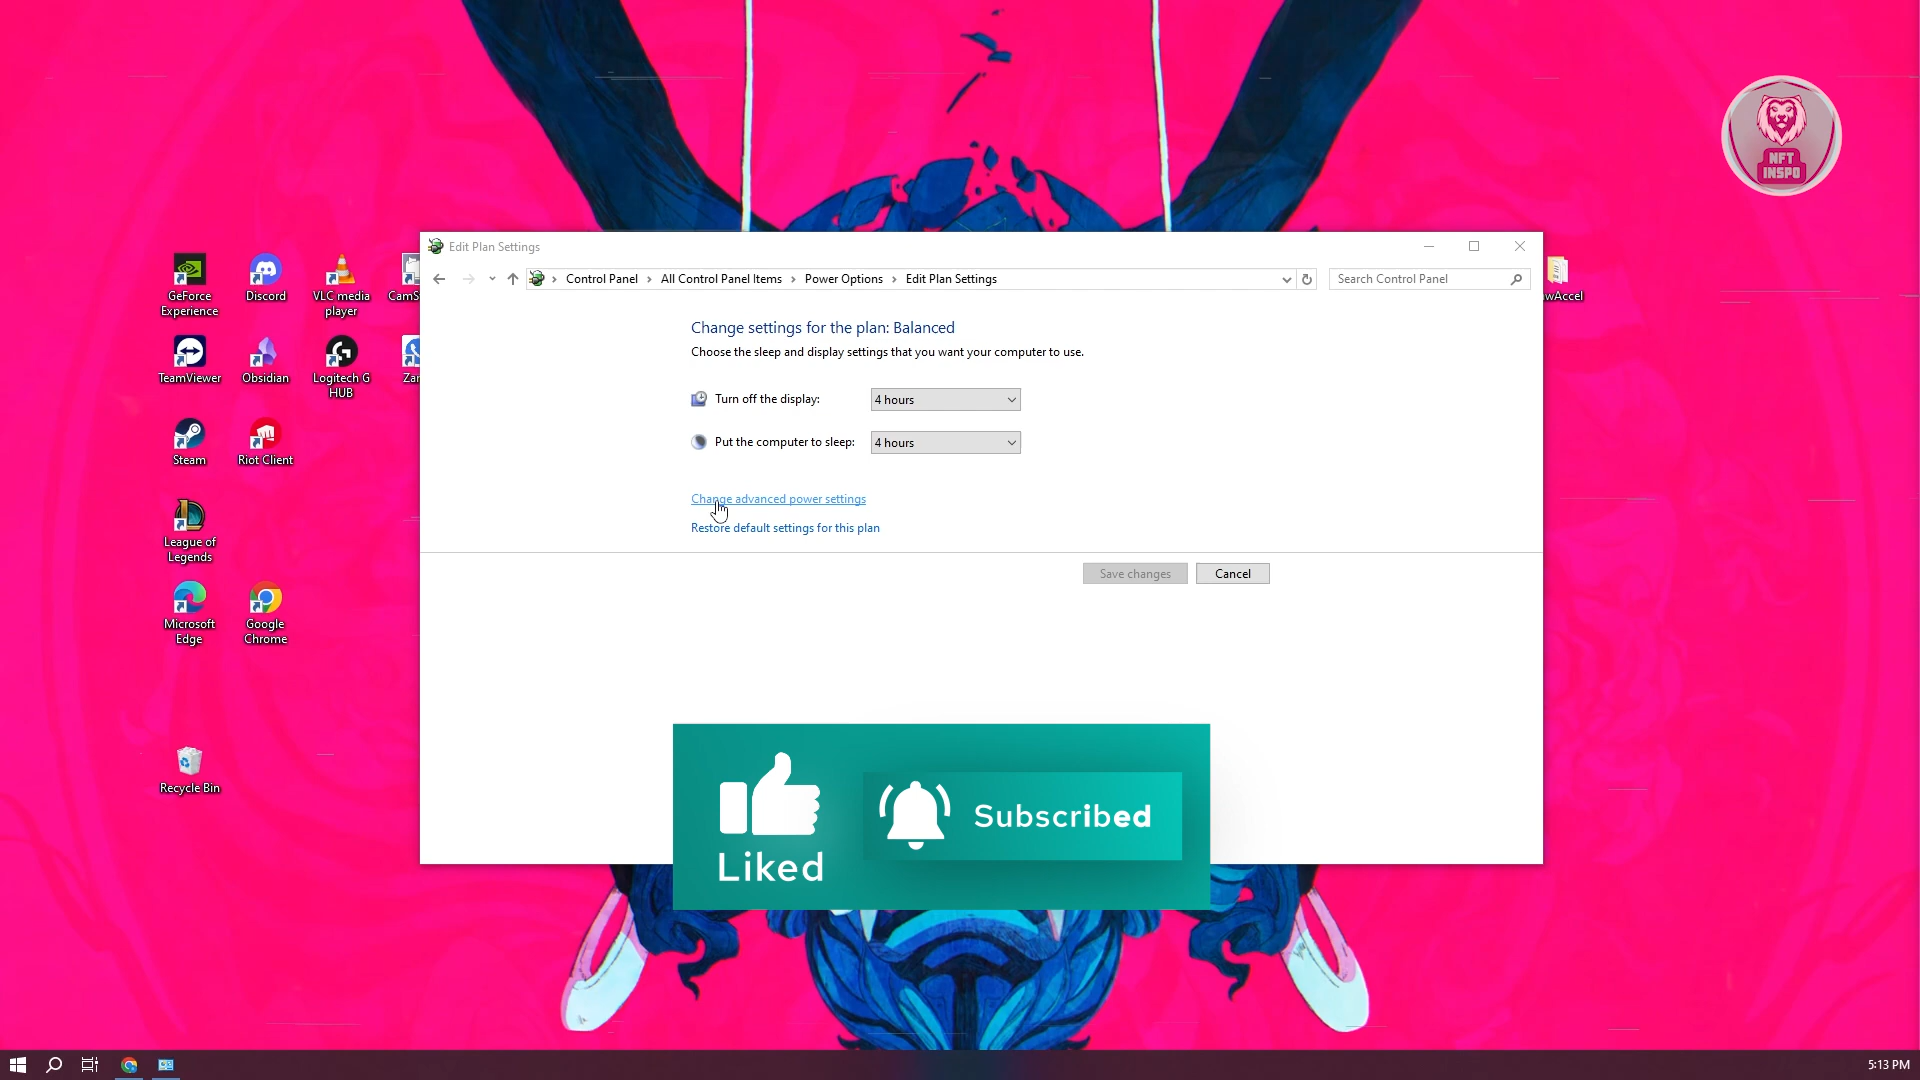 NFT
INSPO
Edit Plan Settings
Control Panel
All Control Panel Items
Power Options
Edit Plan Settings
Search Control Panel
Change settings for the plan: Balanced
Choose the sleep and display settings that you want your computer to use.
Turn off the display:
4 hours
Put the computer to sleep:
4 hours
Change advanced power settings
Restore default settings for this plan
Save changes
Cancel
GeForce
Experience
Discord
VLC media
player
CamS
wAccel
TeamViewer
Obsidian
Logitech G
HUB
Zar
Steam
Riot Client
League of
Legends
Microsoft
Edge
Google
Chrome
Recycle Bin
Liked
Subscribed
5:13 PM